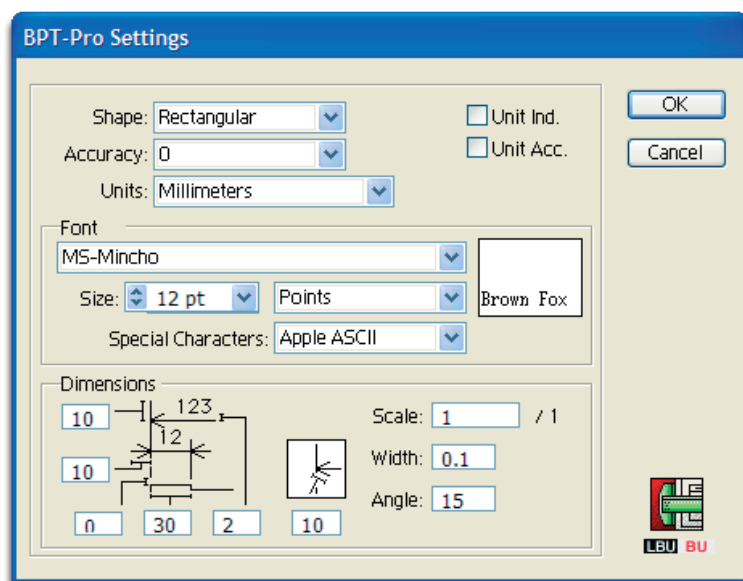 BPT-Pro Settings
Shape: Rectangular
Unit Ind.
OK
Accuracy: 0
Unit Acc.
Cancel
Units: Millimeters
Font
MS-Mincho
Brown Fox
Size: 12 pt Points
Special Characters: Apple ASCII
Dimensions
10 123
Scale: 1 / 1
12
10
Width: 0.1
Angle: 15
0 30 2 10
LBU BU